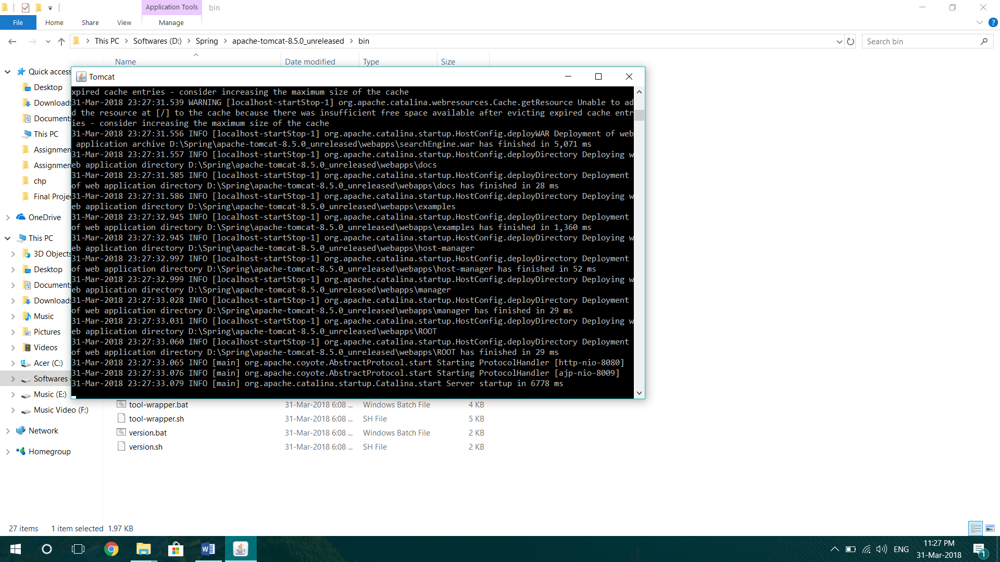 Application Tools
bin
File
Home
Share
View
Manage
This PC
Softwares (D:)
Spring
apache-tomcat-8.5.0_unreleased
bin
Search bin
Name
Date modified
Type
Size
Quick access
Desktop
Downloads
Documents
This PC
Assignmen
Assignmen
chp
Final Proje
OneDrive
This PC
3D Objects
Desktop
Documents
Downloads
Music
Pictures
Videos
Acer (C:)
Softwares
Music (E:)
Music Video (F:)
Network
Homegroup
Tomcat
xpired cache entries - consider increasing the maximum size of the cache
31-Mar-2018 23:27:31.539 WARNING [localhost-startStop-1] org.apache.catalina.webresources.Cache.getResource Unable to ad
d the resource at [/] to the cache because there was insufficient free space available after evicting expired cache entr
ies - consider increasing the maximum size of the cache
31-Mar-2018 23:27:31.556 INFO [localhost-startStop-1] org.apache.catalina.startup.HostConfig.deployWAR Deployment of web
 application archive D:\Spring\apache-tomcat-8.5.0_unreleased\webapps\searchEngine.war has finished in 5,071 ms
31-Mar-2018 23:27:31.557 INFO [localhost-startStop-1] org.apache.catalina.startup.HostConfig.deployDirectory Deploying w
eb application directory D:\Spring\apache-tomcat-8.5.0_unreleased\webapps\docs
31-Mar-2018 23:27:31.585 INFO [localhost-startStop-1] org.apache.catalina.startup.HostConfig.deployDirectory Deployment
of web application directory D:\Spring\apache-tomcat-8.5.0_unreleased\webapps\docs has finished in 28 ms
31-Mar-2018 23:27:31.586 INFO [localhost-startStop-1] org.apache.catalina.startup.HostConfig.deployDirectory Deploying w
eb application directory D:\Spring\apache-tomcat-8.5.0_unreleased\webapps\examples
31-Mar-2018 23:27:32.945 INFO [localhost-startStop-1] org.apache.catalina.startup.HostConfig.deployDirectory Deployment
of web application directory D:\Spring\apache-tomcat-8.5.0_unreleased\webapps\examples has finished in 1,360 ms
31-Mar-2018 23:27:32.945 INFO [localhost-startStop-1] org.apache.catalina.startup.HostConfig.deployDirectory Deploying w
eb application directory D:\Spring\apache-tomcat-8.5.0_unreleased\webapps\host-manager
31-Mar-2018 23:27:32.997 INFO [localhost-startStop-1] org.apache.catalina.startup.HostConfig.deployDirectory Deployment
of web application directory D:\Spring\apache-tomcat-8.5.0_unreleased\webapps\host-manager has finished in 52 ms
31-Mar-2018 23:27:32.999 INFO [localhost-startStop-1] org.apache.catalina.startup.HostConfig.deployDirectory Deploying w
eb application directory D:\Spring\apache-tomcat-8.5.0_unreleased\webapps\manager
31-Mar-2018 23:27:33.028 INFO [localhost-startStop-1] org.apache.catalina.startup.HostConfig.deployDirectory Deployment
of web application directory D:\Spring\apache-tomcat-8.5.0_unreleased\webapps\manager has finished in 29 ms
31-Mar-2018 23:27:33.031 INFO [localhost-startStop-1] org.apache.catalina.startup.HostConfig.deployDirectory Deploying w
eb application directory D:\Spring\apache-tomcat-8.5.0_unreleased\webapps\ROOT
31-Mar-2018 23:27:33.060 INFO [localhost-startStop-1] org.apache.catalina.startup.HostConfig.deployDirectory Deployment
of web application directory D:\Spring\apache-tomcat-8.5.0_unreleased\webapps\ROOT has finished in 29 ms
31-Mar-2018 23:27:33.065 INFO [main] org.apache.coyote.AbstractProtocol.start Starting ProtocolHandler [http-nio-8080]
31-Mar-2018 23:27:33.076 INFO [main] org.apache.coyote.AbstractProtocol.start Starting ProtocolHandler [ajp-nio-8009]
31-Mar-2018 23:27:33.079 INFO [main] org.apache.catalina.startup.Catalina.start Server startup in 6778 ms
tool-wrapper.bat 31-Mar-2018 6:08 ... Windows Batch File 4 KB
tool-wrapper.sh 31-Mar-2018 6:08 ... SH File 5 KB
version.bat 31-Mar-2018 6:08 ... Windows Batch File 2 KB
version.sh 31-Mar-2018 6:08 ... SH File 2 KB
27 items
1 item selected 1.97 KB
ENG
11:27 PM
31-Mar-2018
1